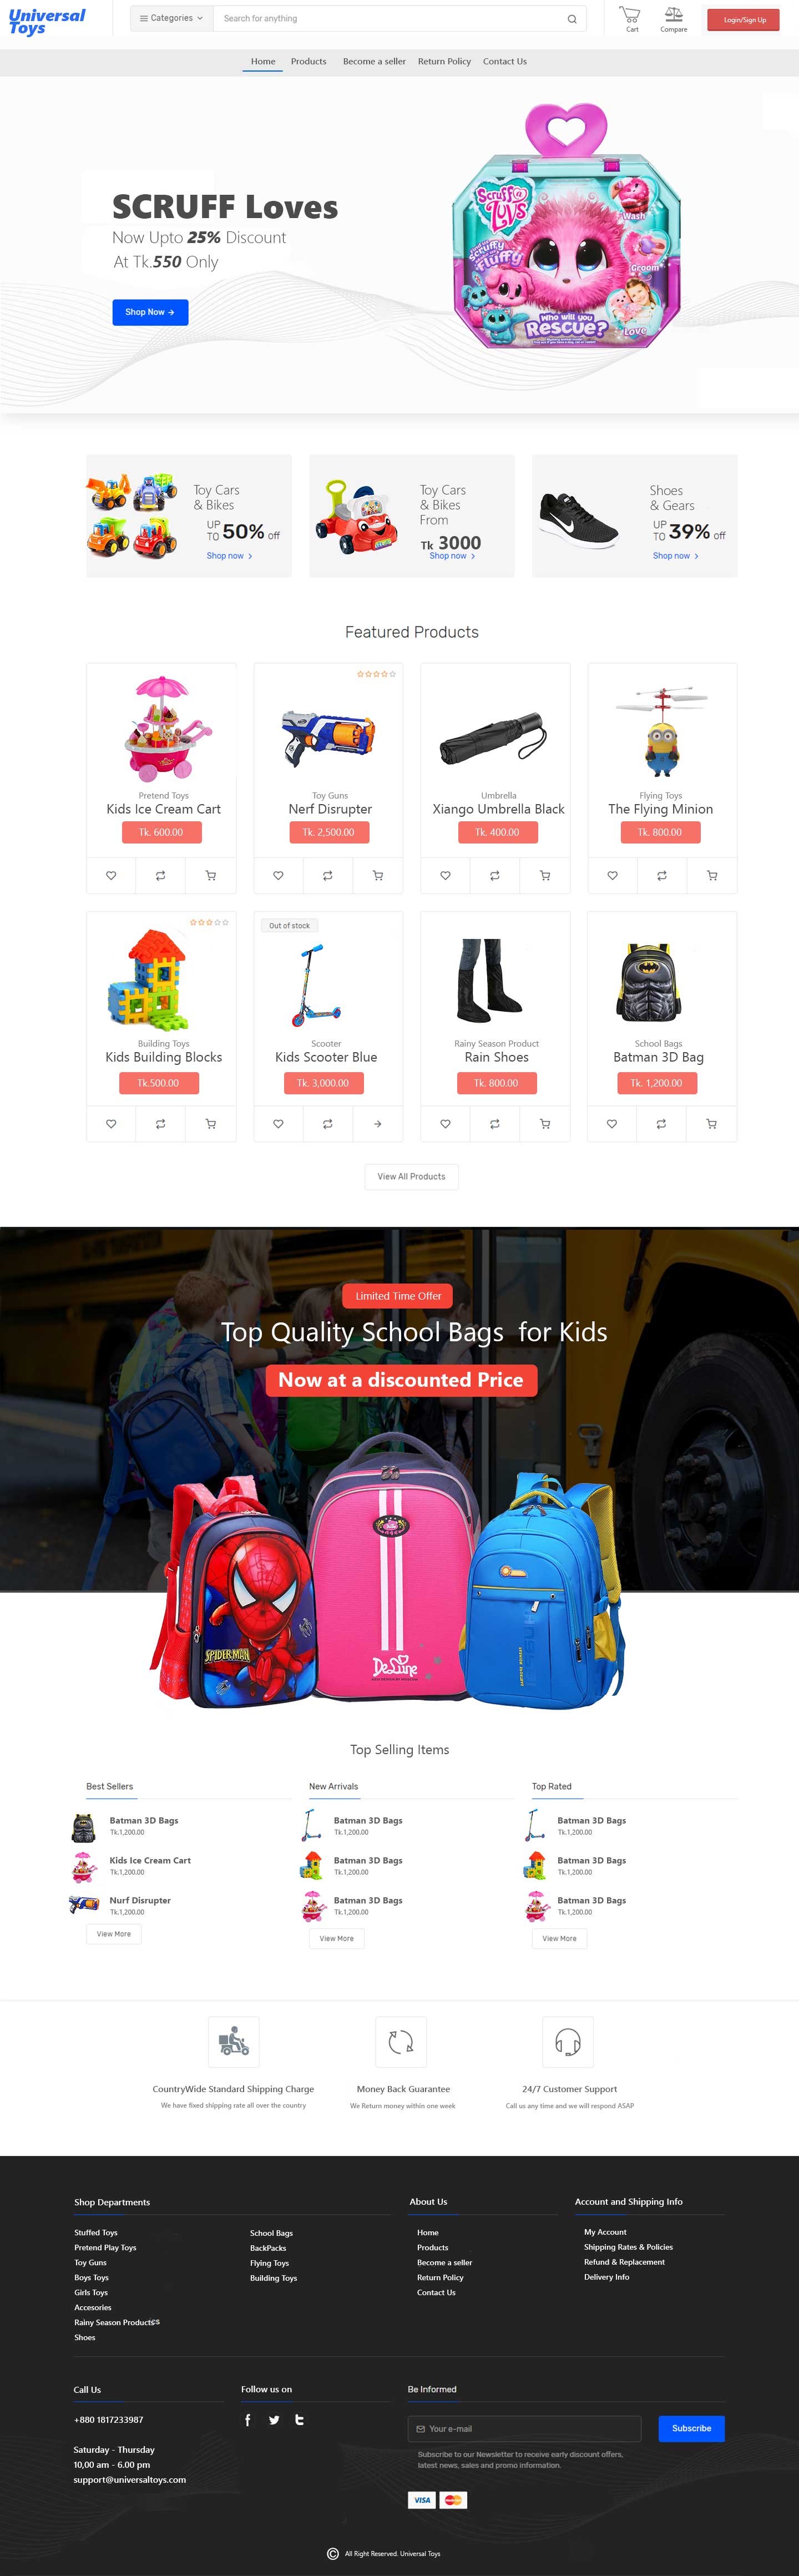 Universal
Toys
Categories
Search for anything
Cart
Compare
Login/Sign Up
Home Products Become a seller Return Policy Contact Us
SCRUFF Loves
Now Upto 25% Discount
At Tk.550 Only
Shop Now
Scruff a
LUVS
Scruffy
Fluffy
Who will you
Rescue?
Wash
Groom
Love
Toy Cars
& Bikes
UP
TO 50% off
Shop now
Toy Cars
& Bikes
From
Tk 3000
Shop now
Shoes
& Gears
UP
TO 39% off
Shop now
Featured Products
Pretend Toys
Kids Ice Cream Cart
Tk. 600.00
Toy Guns
Nerf Disrupter
Tk. 2,500.00
Umbrella
Xiango Umbrella Black
Tk. 400.00
Flying Toys
The Flying Minion
Tk. 800.00
Building Toys
Kids Building Blocks
Tk.500.00
Out of stock
Scooter
Kids Scooter Blue
Tk. 3,000.00
Rainy Season Product
Rain Shoes
Tk. 800.00
School Bags
Batman 3D Bag
Tk. 1,200.00
View All Products
Limited Time Offer
Top Quality School Bags for Kids
Now at a discounted Price
SPIDER-MAN
Delune
Top Selling Items
Best Sellers
Batman 3D Bags
Tk.1,200.00
Kids Ice Cream Cart
Tk.1,200.00
Nurf Disrupter
Tk.1,200.00
View More
New Arrivals
Batman 3D Bags
Tk.1,200.00
Batman 3D Bags
Tk.1,200.00
Batman 3D Bags
Tk.1,200.00
View More
Top Rated
Batman 3D Bags
Tk.1,200.00
Batman 3D Bags
Tk.1,200.00
Batman 3D Bags
Tk.1,200.00
View More
CountryWide Standard Shipping Charge
We have fixed shipping rate all over the country
Money Back Guarantee
We Return money within one week
24/7 Customer Support
Call us any time and we will respond ASAP
Shop Departments
Stuffed Toys
Pretend Play Toys
Toy Guns
Boys Toys
Girls Toys
Accesories
Rainy Season Products
Shoes
School Bags
BackPacks
Flying Toys
Building Toys
About Us
Home
Products
Become a seller
Return Policy
Contact Us
Account and Shipping Info
My Account
Shipping Rates & Policies
Refund & Replacement
Delivery Info
Call Us
+880 1817233987
Saturday - Thursday
10,00 am - 6.00 pm
support@universaltoys.com
Follow us on
Be Informed
Your e-mail
Subscribe
Subscribe to our Newsletter to receive early discount offers,
latest news, sales and promo information.
VISA
© All Right Reserved. Universal Toys